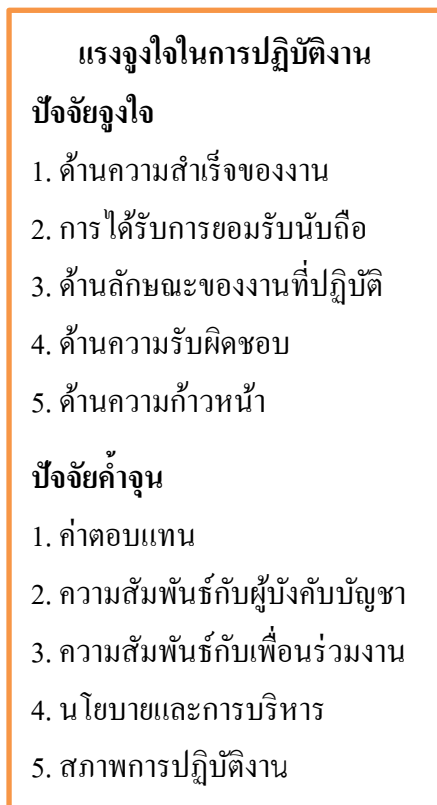 แรงจูงใจในการปฏิบัติงาน
ปัจจัยจูงใจ
1. ด้านความสำเร็จของงาน
2. การได้รับการยอมรับนับถือ
3. ด้านลักษณะของงานที่ปฏิบัติ
4. ด้านความรับผิดชอบ
5. ด้านความก้าวหน้า
ปัจจัยค้ำจุน
1. ค่าตอบแทน
2. ความสัมพันธ์กับผู้บังคับบัญชา
3. ความสัมพันธ์กับเพื่อนร่วมงาน
4. นโยบายและการบริหาร
5. สภาพการปฏิบัติงาน